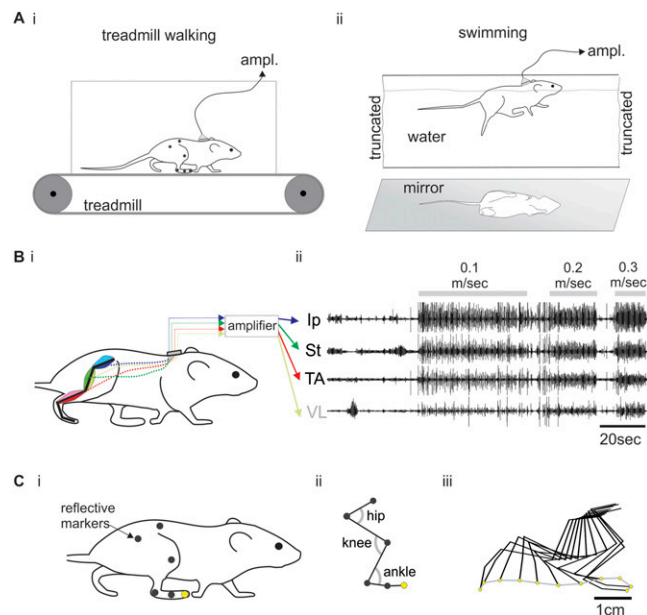 A i
treadmill walking
ampl.
treadmill
ii
swimming
ampl.
truncated
water
truncated
mirror
B i
amplifier
ii
0.1
m/sec
0.2
m/sec
0.3
m/sec
Ip
St
TA
VL
20sec
C i
reflective
markers
ii
hip
knee
ankle
iii
1cm